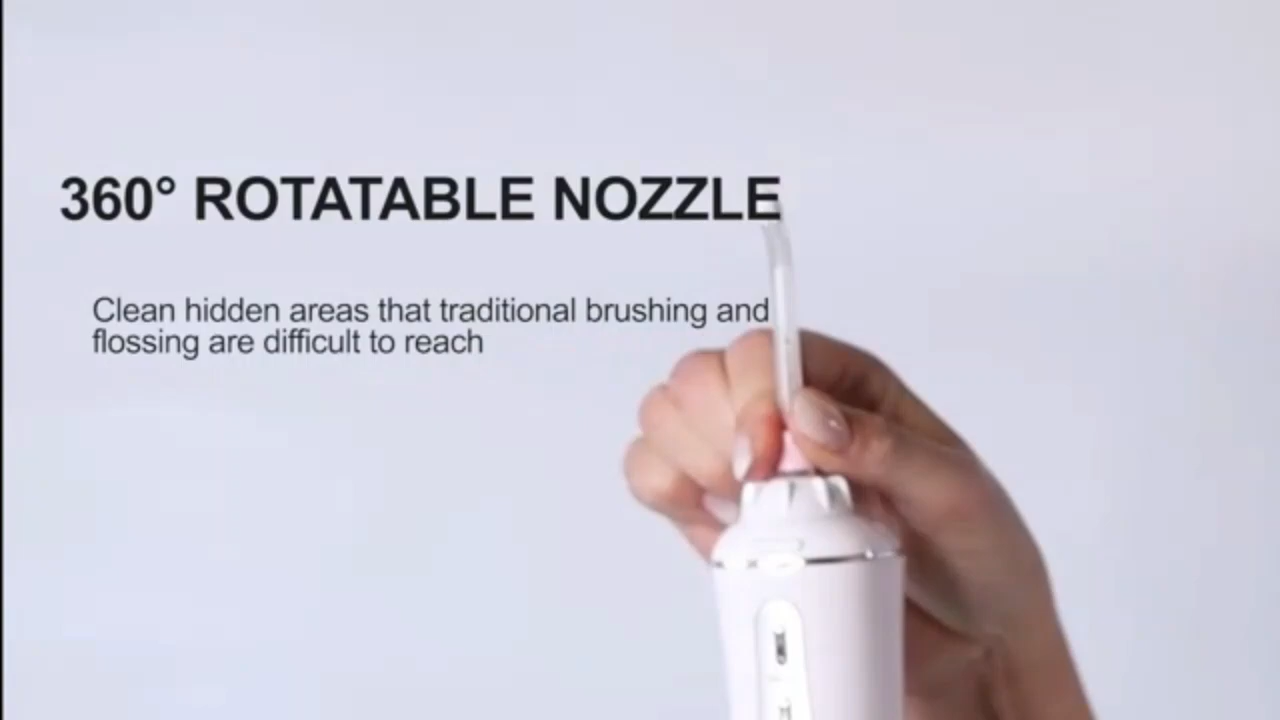 360° ROTATABLE NOZZLE
Clean hidden areas that traditional brushing and
flossing are difficult to reach